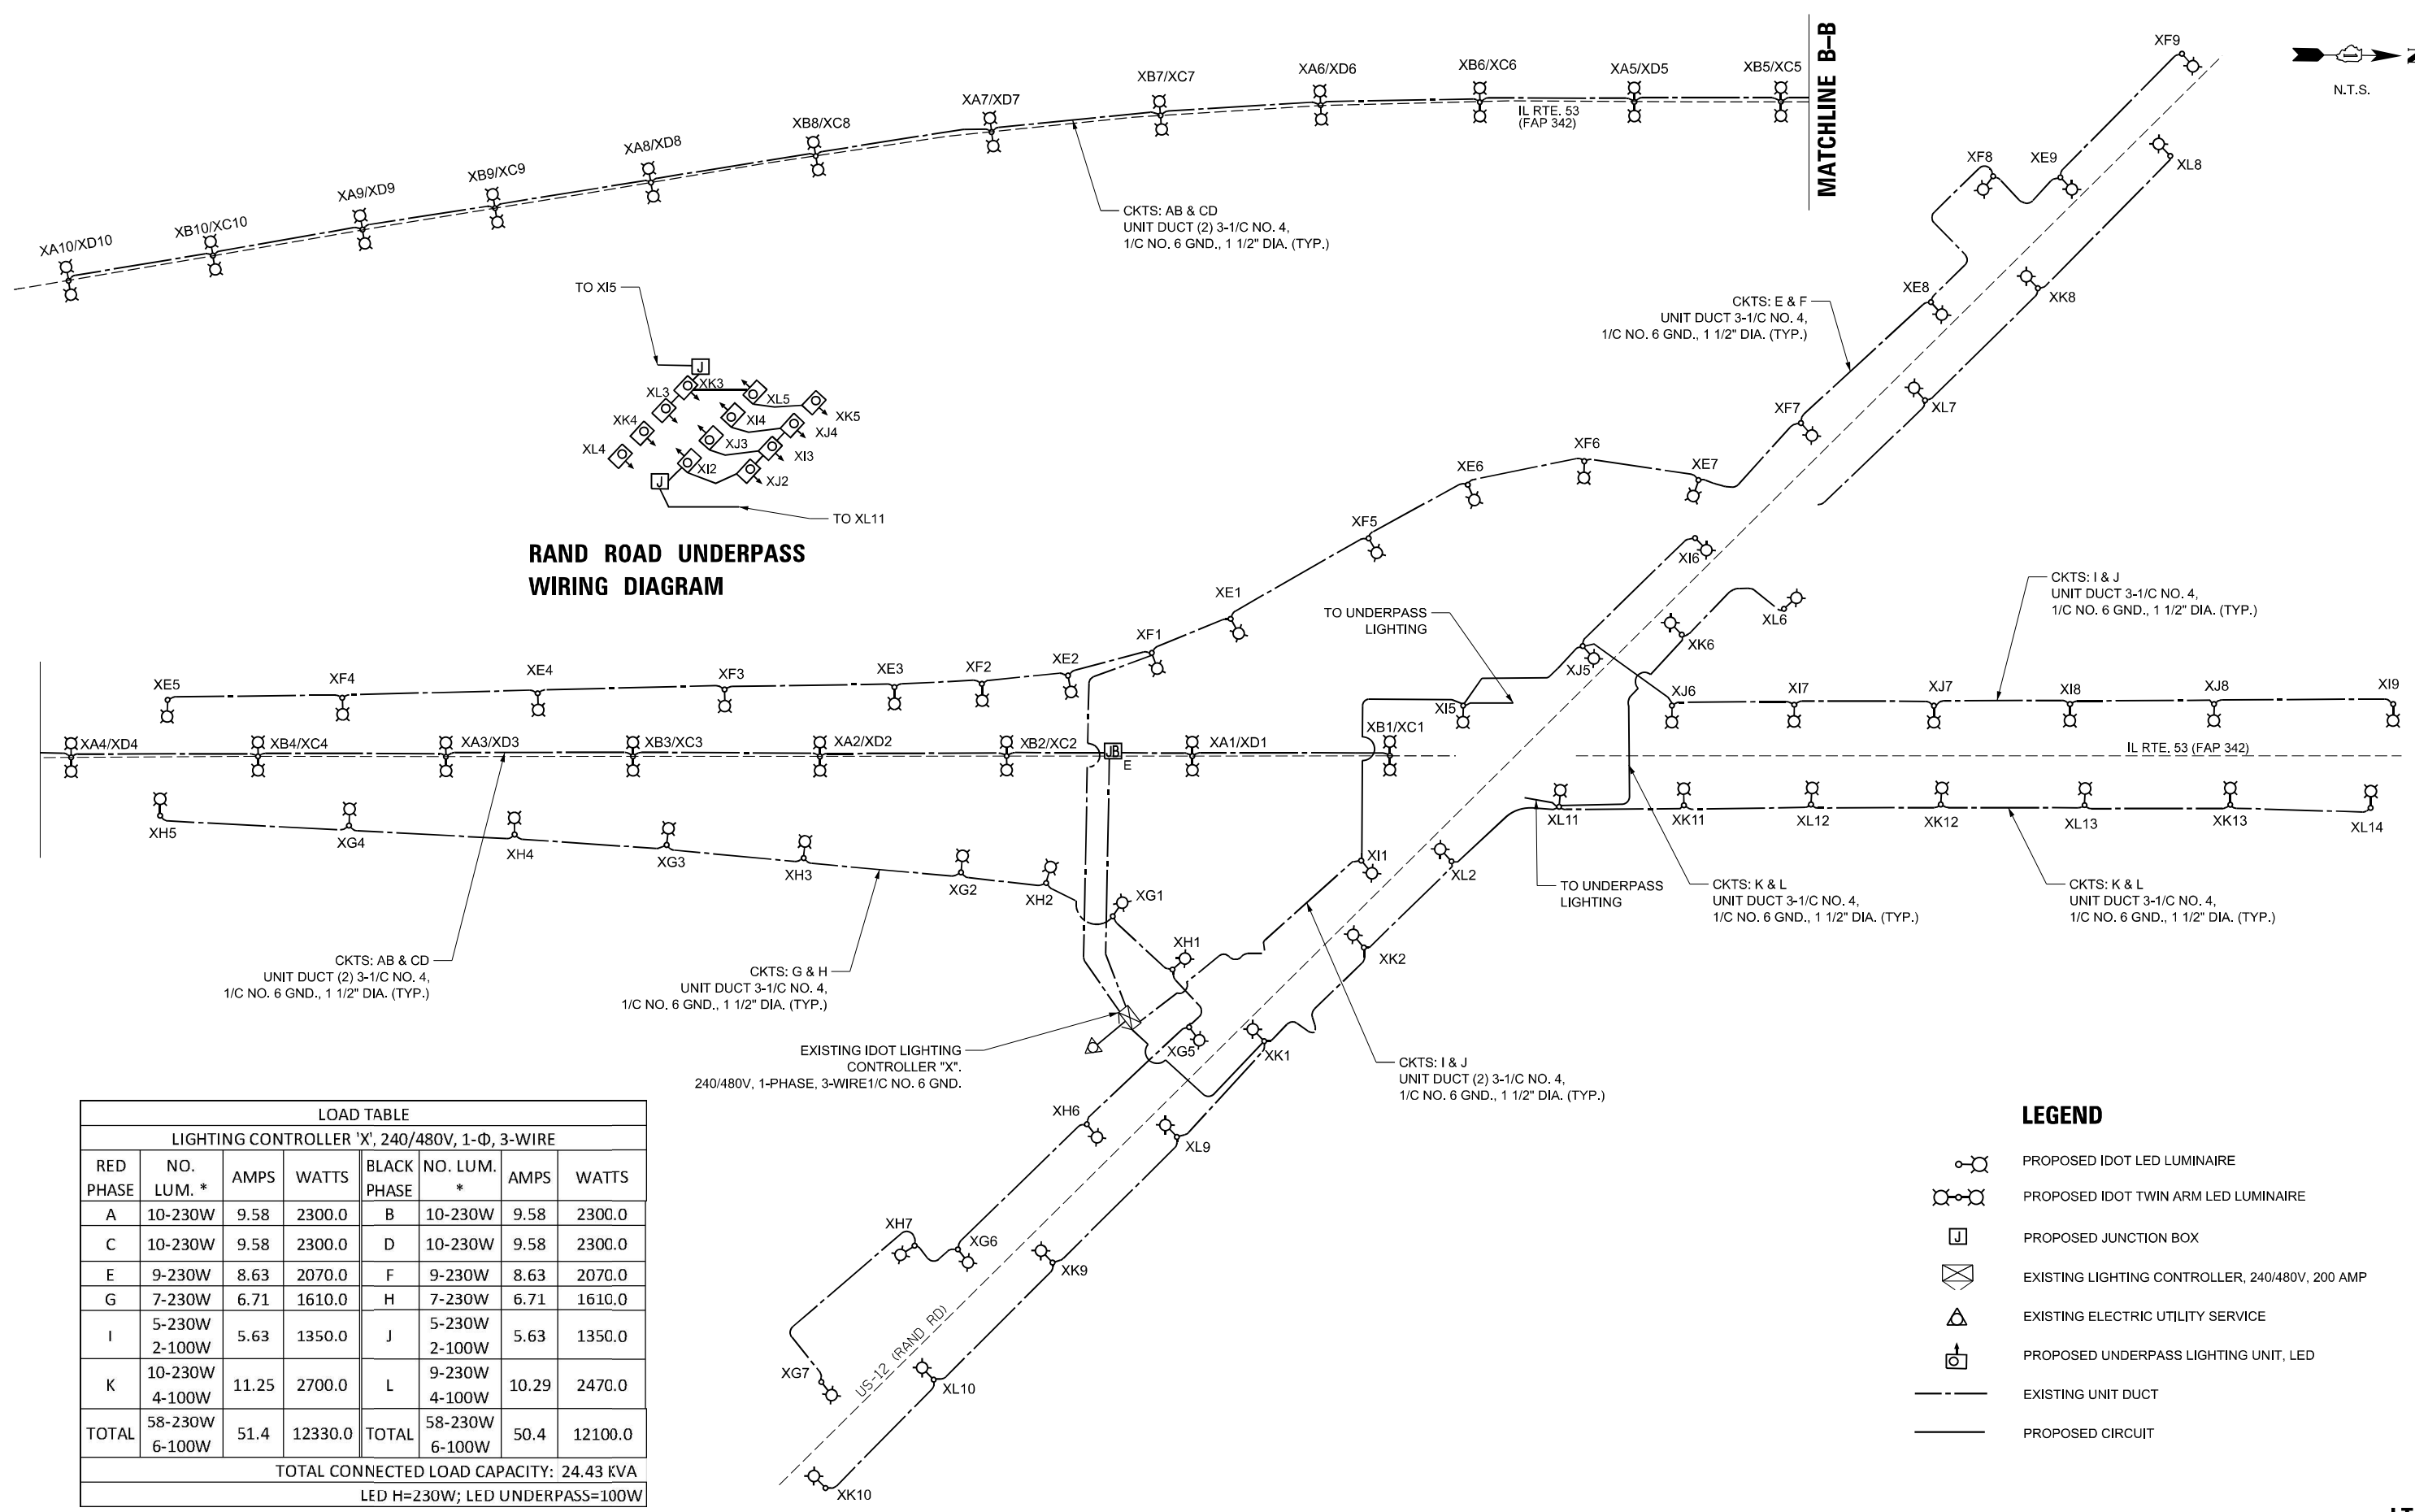 MATCHLINE B-B
N.T.S.
XF9
XB5/XC5
XA5/XD5
XB6/XC6
XA6/XD6
XB7/XC7
XA7/XD7
XB8/XC8
XA8/XD8
XB9/XC9
XA9/XD9
XB10/XC10
XA10/XD10
IL RTE. 53
(FAP 342)
CKTS: AB & CD
UNIT DUCT (2) 3-1/C NO. 4,
1/C NO. 6 GND., 1 1/2" DIA. (TYP.)
XF8
XE9
XL8
XE8
XK8
CKTS: E & F
UNIT DUCT 3-1/C NO. 4,
1/C NO. 6 GND., 1 1/2" DIA. (TYP.)
XF7
XL7
TO XI5
J
XK3
XL3
XL5
XK5
XK4
XI4
XJ4
XL4
XJ3
XI3
XI2
XJ2
J
TO XL11
RAND ROAD UNDERPASS
WIRING DIAGRAM
XF6
XE7
XE6
XF5
XI6
XE1
TO UNDERPASS
LIGHTING
XL6
XK6
CKTS: I & J
UNIT DUCT 3-1/C NO. 4,
1/C NO. 6 GND., 1 1/2" DIA. (TYP.)
XE5
XF4
XE4
XF3
XE3
XF2
XE2
XF1
XI5
XJ5
XJ6
XI7
XJ7
XI8
XJ8
XI9
XA4/XD4
XB4/XC4
XA3/XD3
XB3/XC3
XA2/XD2
XB2/XC2
JB
E
XA1/XD1
XB1/XC1
IL RTE. 53 (FAP 342)
XH5
XG4
XH4
XG3
XH3
XG2
XH2
XG1
XI1
XL2
XL11
XK11
XL12
XK12
XL13
XK13
XL14
TO UNDERPASS
LIGHTING
CKTS: K & L
UNIT DUCT 3-1/C NO. 4,
1/C NO. 6 GND., 1 1/2" DIA. (TYP.)
CKTS: K & L
UNIT DUCT 3-1/C NO. 4,
1/C NO. 6 GND., 1 1/2" DIA. (TYP.)
CKTS: AB & CD
UNIT DUCT (2) 3-1/C NO. 4,
1/C NO. 6 GND., 1 1/2" DIA. (TYP.)
CKTS: G & H
UNIT DUCT 3-1/C NO. 4,
1/C NO. 6 GND., 1 1/2" DIA. (TYP.)
XH1
XK2
EXISTING IDOT LIGHTING
CONTROLLER "X".
240/480V, 1-PHASE, 3-WIRE1/C NO. 6 GND.
XG5
XK1
CKTS: I & J
UNIT DUCT (2) 3-1/C NO. 4,
1/C NO. 6 GND., 1 1/2" DIA. (TYP.)
XH6
XL9
XH7
XG6
XK9
XG7
US-12 (RAND RD)
XL10
XK10
LOAD TABLE
LIGHTING CONTROLLER 'X', 240/480V, 1-Φ, 3-WIRE
RED PHASE NO. LUM. * AMPS WATTS BLACK PHASE NO. LUM. * AMPS WATTS
A 10-230W 9.58 2300.0 B 10-230W 9.58 2300.0
C 10-230W 9.58 2300.0 D 10-230W 9.58 2300.0
E 9-230W 8.63 2070.0 F 9-230W 8.63 2070.0
G 7-230W 6.71 1610.0 H 7-230W 6.71 1610.0
I 5-230W 2-100W 5.63 1350.0 J 5-230W 2-100W 5.63 1350.0
K 10-230W 4-100W 11.25 2700.0 L 9-230W 4-100W 10.29 2470.0
TOTAL 58-230W 6-100W 51.4 12330.0 TOTAL 58-230W 6-100W 50.4 12100.0
TOTAL CONNECTED LOAD CAPACITY: 24.43 KVA
LED H=230W; LED UNDERPASS=100W
LEGEND
PROPOSED IDOT LED LUMINAIRE
PROPOSED IDOT TWIN ARM LED LUMINAIRE
J PROPOSED JUNCTION BOX
EXISTING LIGHTING CONTROLLER, 240/480V, 200 AMP
EXISTING ELECTRIC UTILITY SERVICE
PROPOSED UNDERPASS LIGHTING UNIT, LED
EXISTING UNIT DUCT
PROPOSED CIRCUIT